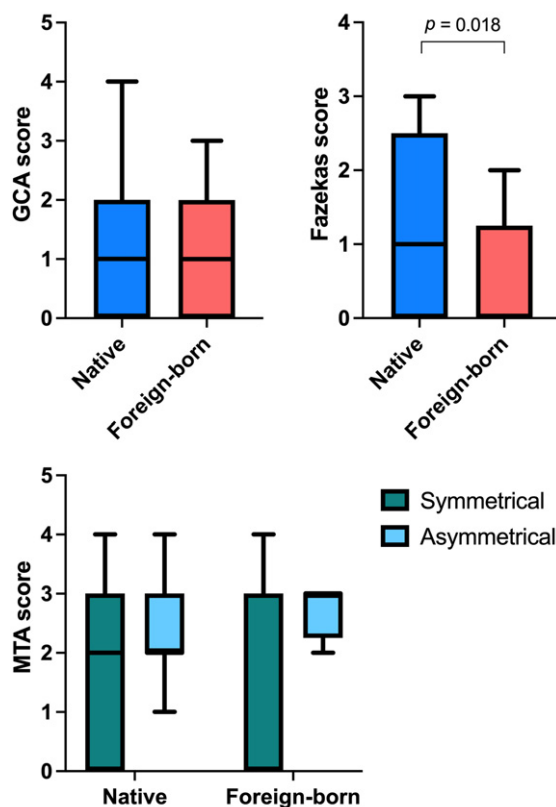 GCA score
5
4
3
2
1
0
Native
Foreign-born
p = 0.018
Fazekas score
4
3
2
1
0
Native
Foreign-born
MTA score
5
4
3
2
1
0
Native
Foreign-born
Symmetrical
Asymmetrical